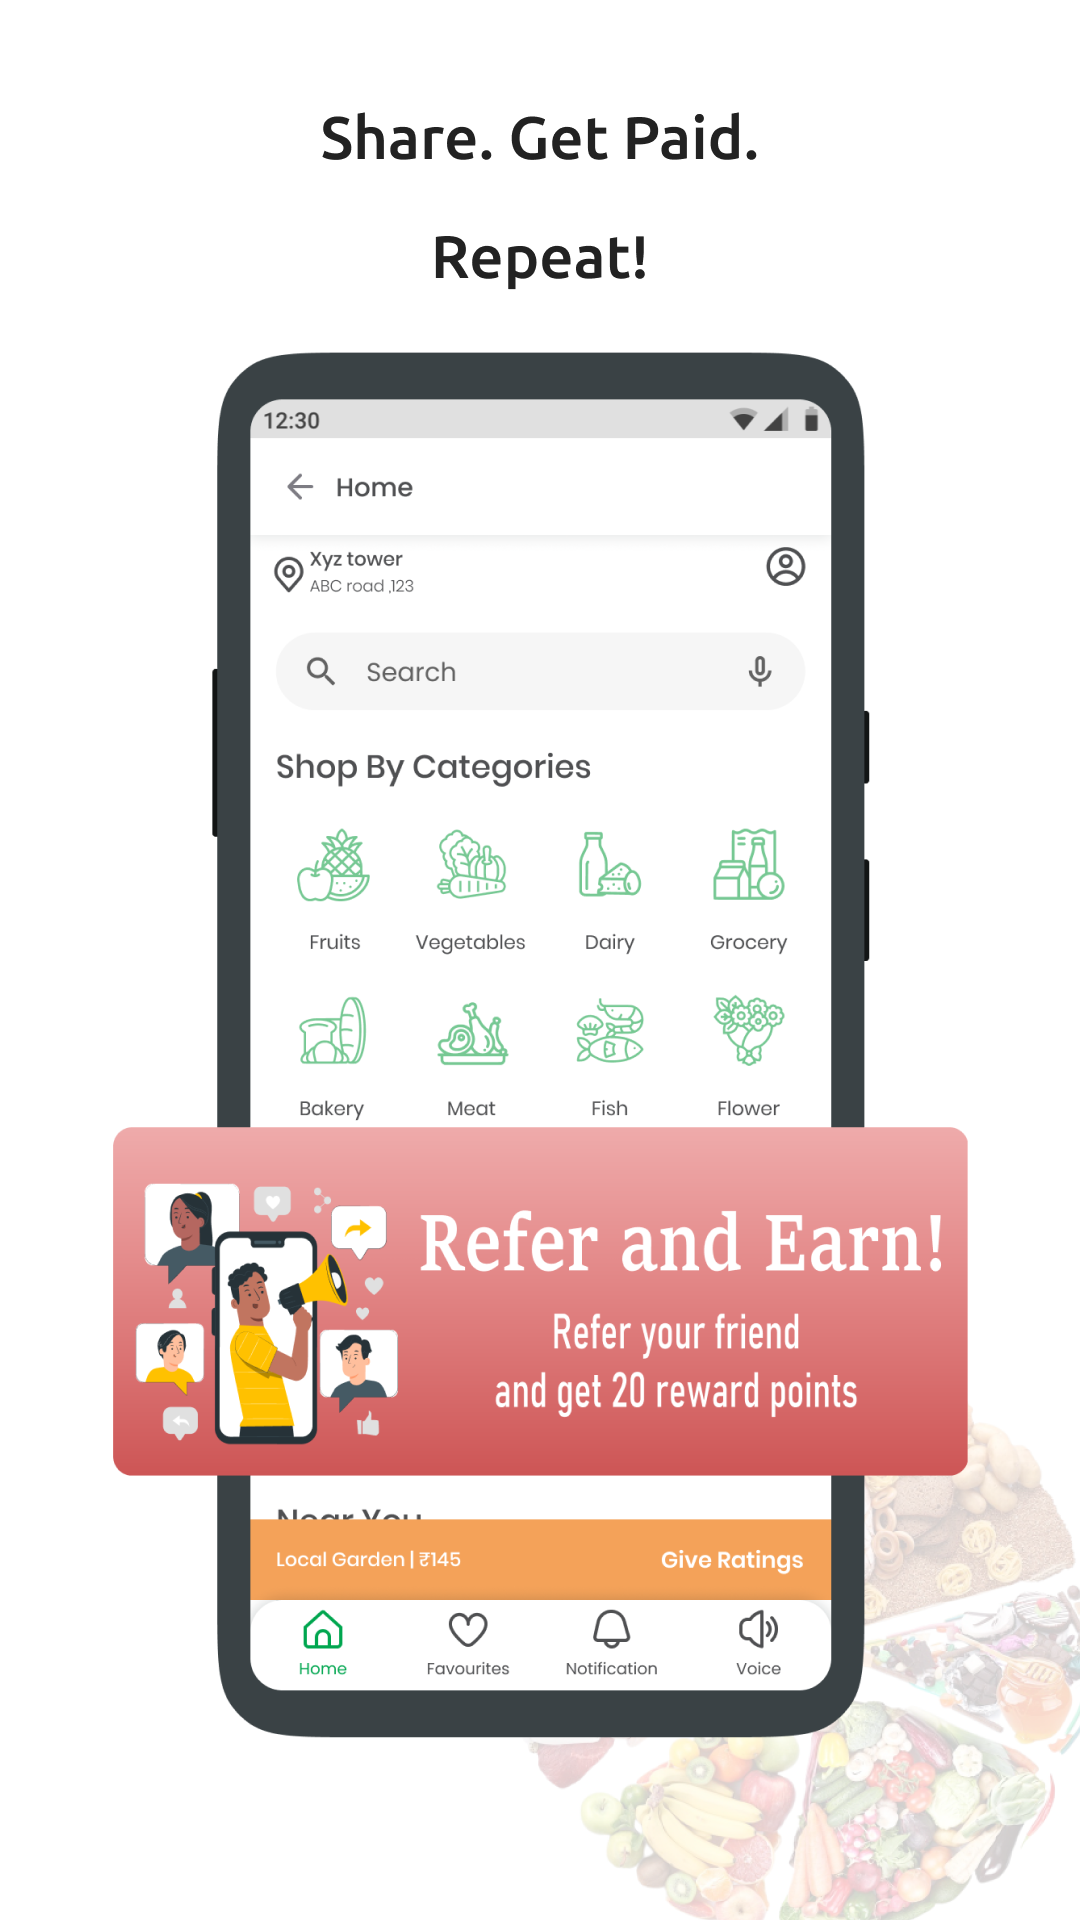 Share. Get Paid.
Repeat!
12:30
Home
Xyz tower
ABC road ,123
Search
Shop By Categories
Fruits Vegetables Dairy Grocery
Bakery Meat Fish Flower
Refer and Earn!
Refer your friend
and get 20 reward points
Near You
Local Garden | ₹145 Give Ratings
Home Favourites Notification Voice